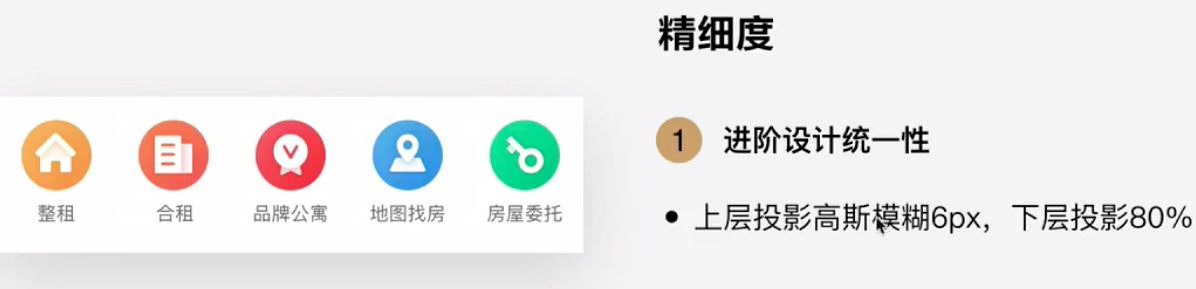 精细度
1 进阶设计统一性
• 上层投影高斯模糊6px，下层投影80%
整租 合租 品牌公寓 地图找房 房屋委托